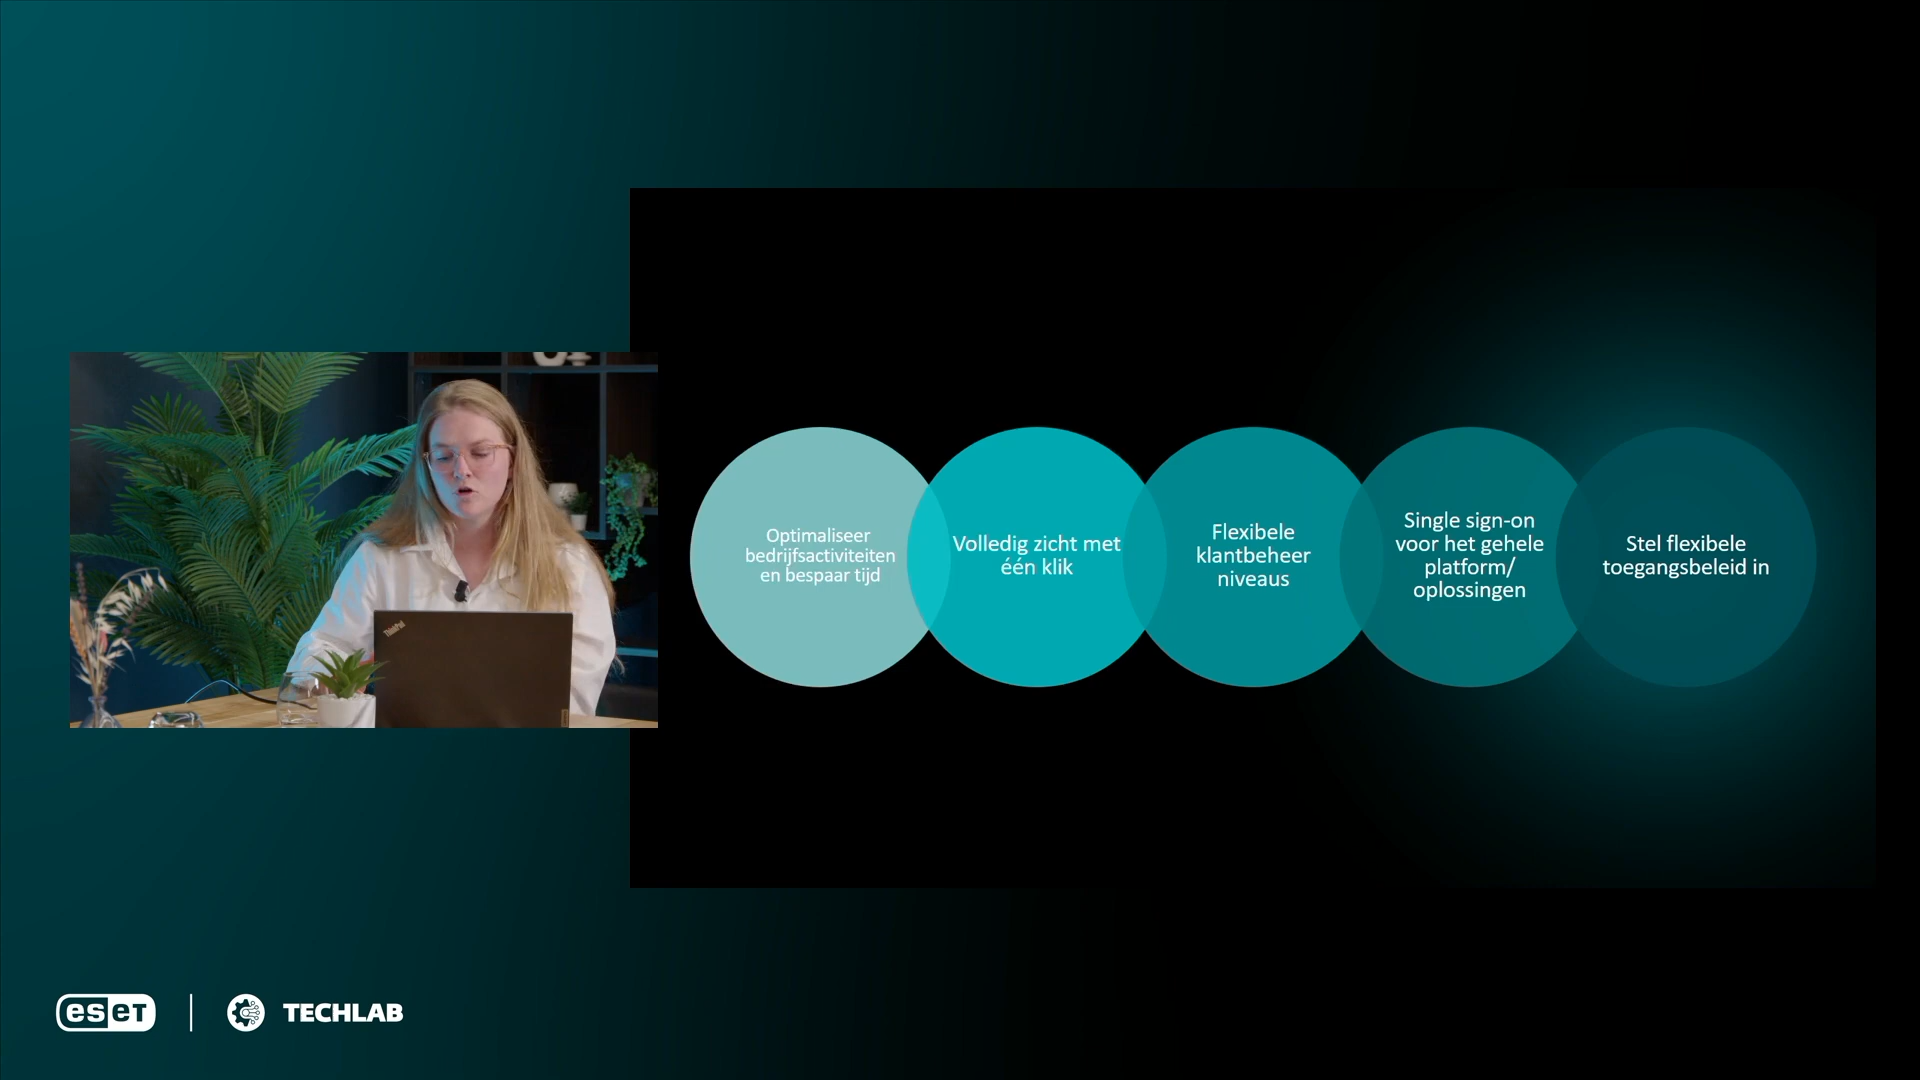 Optimaliseer
bedrijfsactiviteiten
en bespaar tijd
Volledig zicht met
één klik
Flexibele
klantbeheer
niveaus
Single sign-on
voor het gehele
platform/
oplossingen
Stel flexibele
toegangsbeleid in
ThinkPad
eseT
TECHLAB